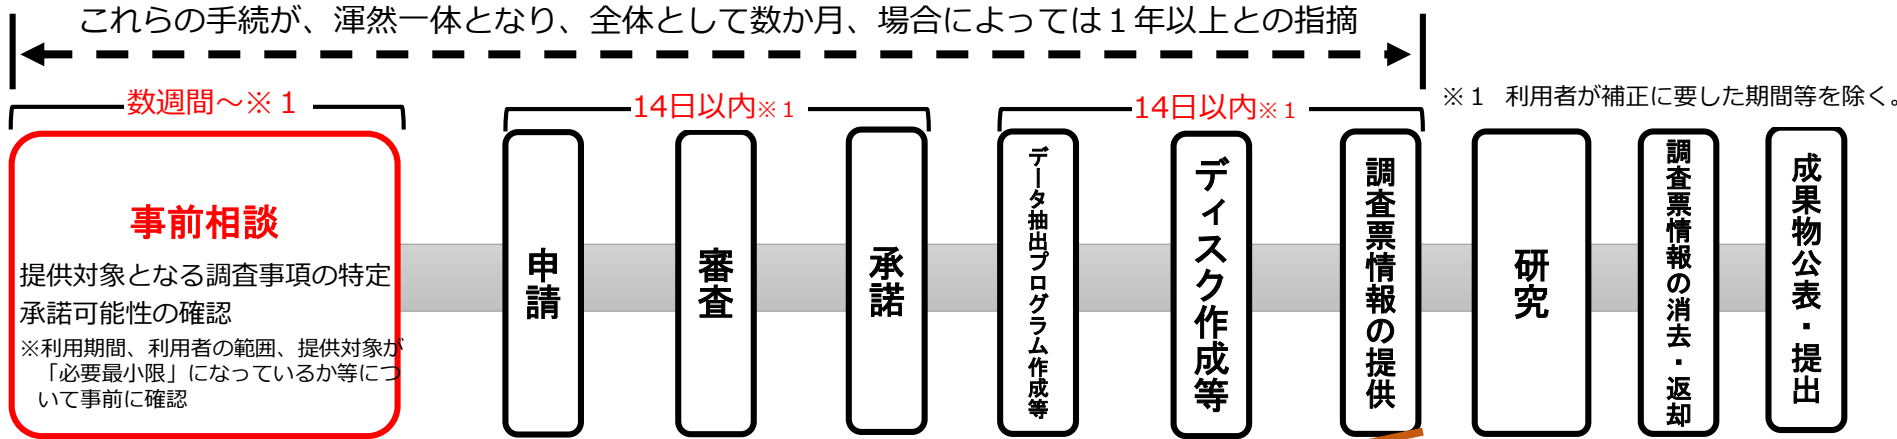 これらの手続が、渾然一体となり、全体として数か月、場合によっては１年以上との指摘
数週間～※１
14日以内※１
14日以内※１
※１　利用者が補正に要した期間等を除く。
事前相談
提供対象となる調査事項の特定
承諾可能性の確認
※利用期間、利用者の範囲、提供対象が
「必要最小限」になっているか等につ
いて事前に確認
申請
審査
承諾
データ抽出プログラム作成等
ディスク作成等
調査票情報の提供
研究
調査票情報の消去・返却
成果物公表・提出